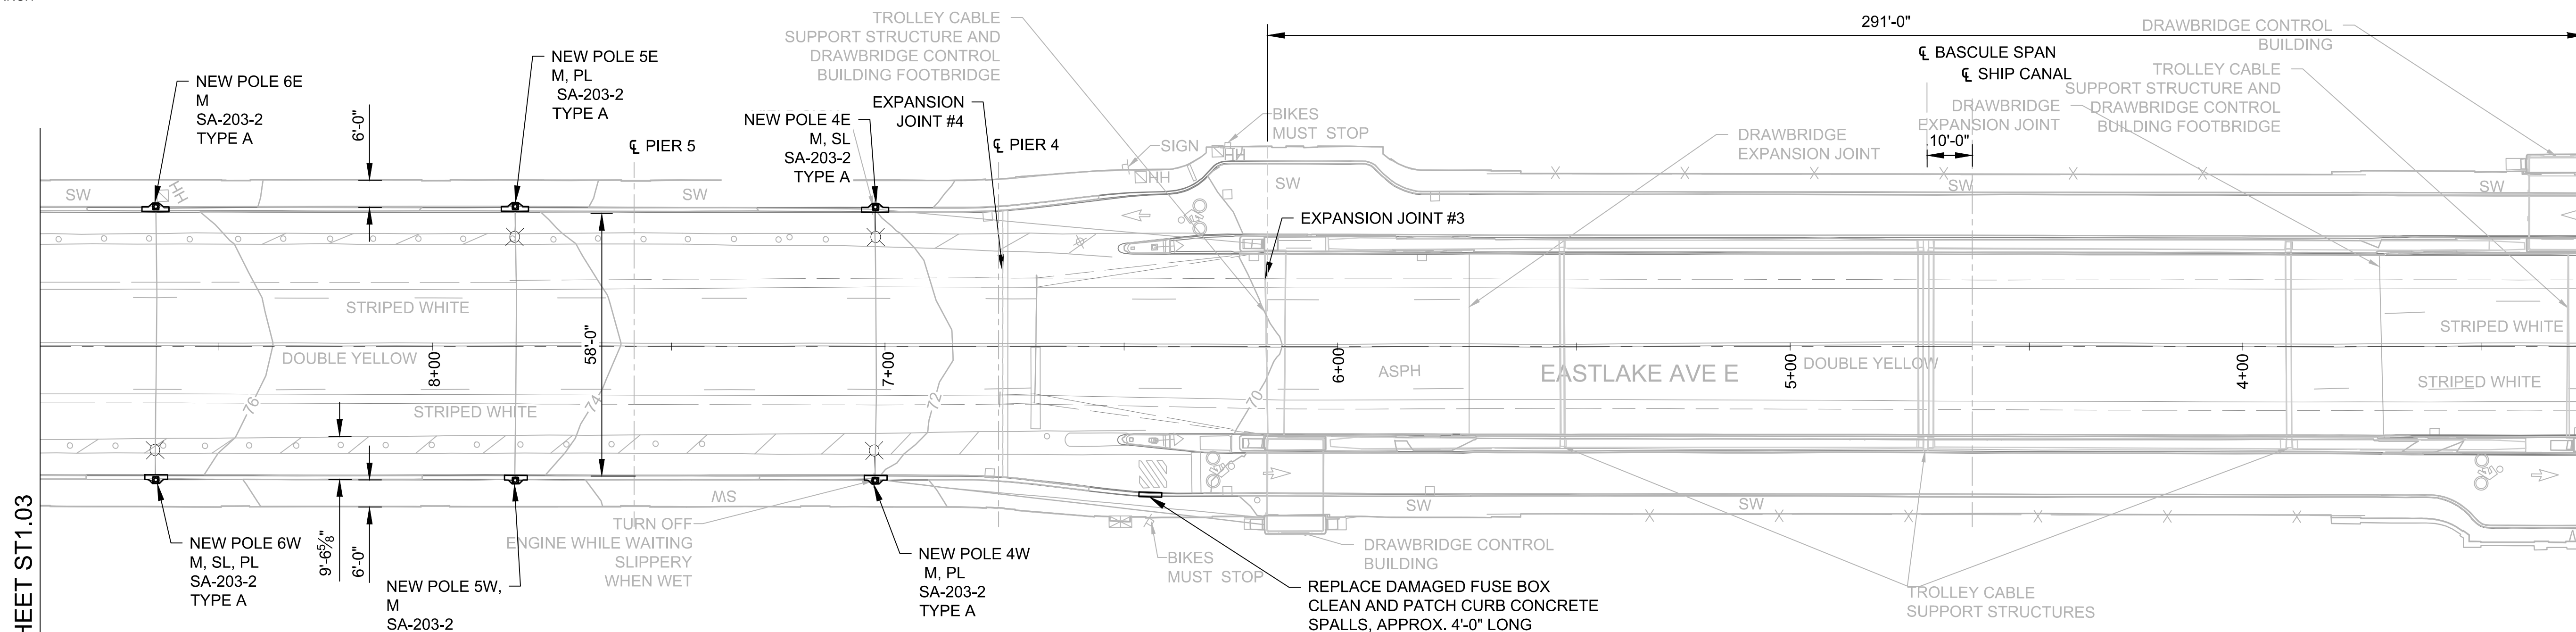 TROLLEY CABLE
SUPPORT STRUCTURE AND
DRAWBRIDGE CONTROL
BUILDING FOOTBRIDGE
291'-0"
DRAWBRIDGE CONTROL
BUILDING
NEW POLE 6E
M
SA-203-2
TYPE A
6'-0"
NEW POLE 5E
M, PL
SA-203-2
TYPE A
℄ PIER 5
NEW POLE 4E
M, SL
SA-203-2
TYPE A
EXPANSION
JOINT #4
℄ PIER 4
SIGN
BIKES
MUST STOP
HH
HH
HH
DRAWBRIDGE
EXPANSION JOINT
℄ BASCULE SPAN
℄ SHIP CANAL
DRAWBRIDGE
EXPANSION JOINT
10'-0"
TROLLEY CABLE
SUPPORT STRUCTURE AND
DRAWBRIDGE CONTROL
BUILDING FOOTBRIDGE
SW
SW
SW
SW
SW
EXPANSION JOINT #3
STRIPED WHITE
STRIPED WHITE
58'-0"
DOUBLE YELLOW
8+00
7+00
6+00
5+00
4+00
ASPH
EASTLAKE AVE E
DOUBLE YELLOW
STRIPED WHITE
STRIPED WHITE
76
74
72
70
SW
SW
SW
SHEET ST1.03
NEW POLE 6W
M, SL, PL
SA-203-2
TYPE A
9'-6⅝"
6'-0"
NEW POLE 5W,
M
SA-203-2
TURN OFF
ENGINE WHILE WAITING
SLIPPERY
WHEN WET
NEW POLE 4W
M, PL
SA-203-2
TYPE A
BIKES
MUST STOP
DRAWBRIDGE CONTROL
BUILDING
REPLACE DAMAGED FUSE BOX
CLEAN AND PATCH CURB CONCRETE
SPALLS, APPROX. 4'-0" LONG
TROLLEY CABLE
SUPPORT STRUCTURES